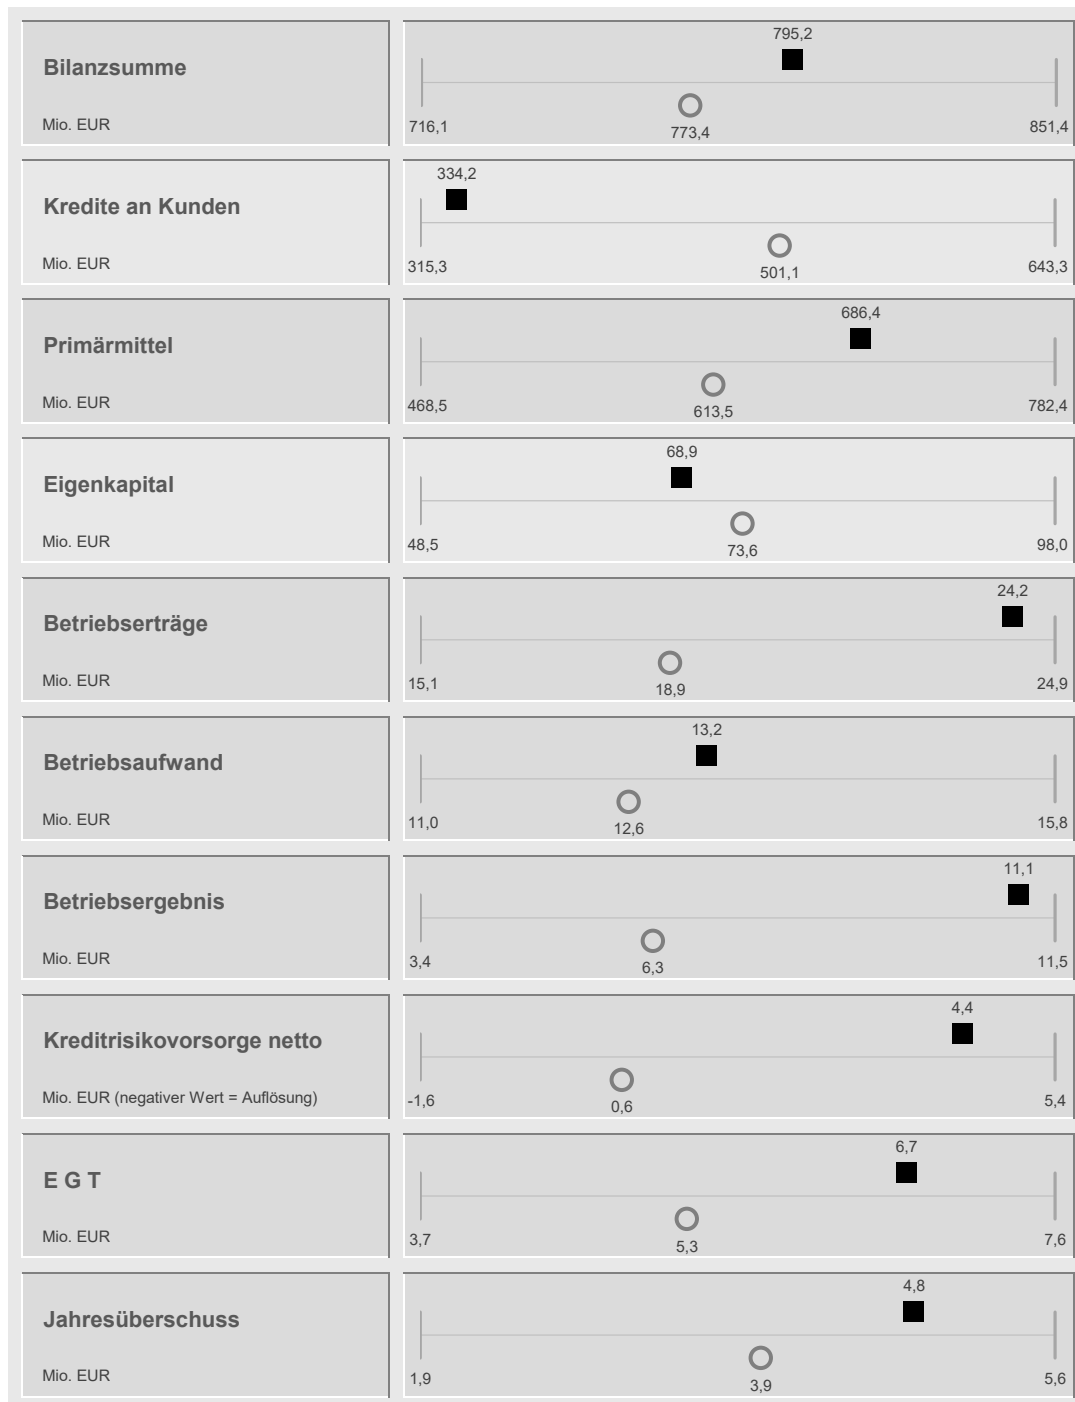 795,2
Bilanzsumme
Mio. EUR
716,1
773,4
851,4
334,2
Kredite an Kunden
Mio. EUR
315,3
501,1
643,3
686,4
Primärmittel
Mio. EUR
468,5
613,5
782,4
68,9
Eigenkapital
Mio. EUR
48,5
73,6
98,0
24,2
Betriebserträge
Mio. EUR
15,1
18,9
24,9
13,2
Betriebsaufwand
Mio. EUR
11,0
12,6
15,8
11,1
Betriebsergebnis
Mio. EUR
3,4
6,3
11,5
4,4
Kreditrisikovorsorge netto
Mio. EUR (negativer Wert = Auflösung)
-1,6
0,6
5,4
6,7
E G T
Mio. EUR
3,7
5,3
7,6
4,8
Jahresüberschuss
Mio. EUR
1,9
3,9
5,6